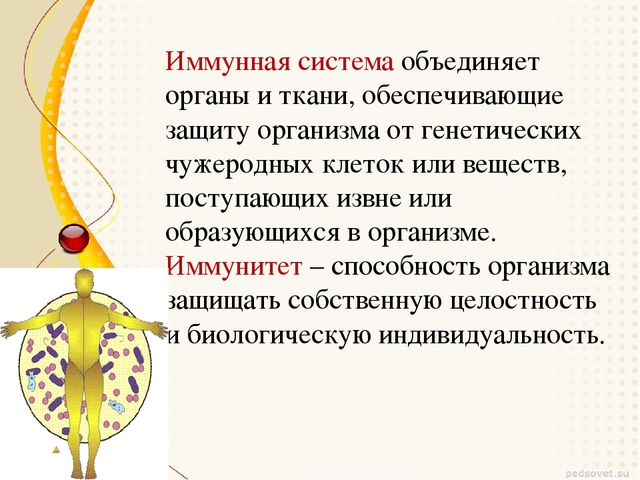 Иммунная система объединяет
органы и ткани, обеспечивающие
защиту организма от генетических
чужеродных клеток или веществ,
поступающих извне или
образующихся в организме.
Иммунитет – способность организма
защищать собственную целостность
и биологическую индивидуальность.
pedsovet.su